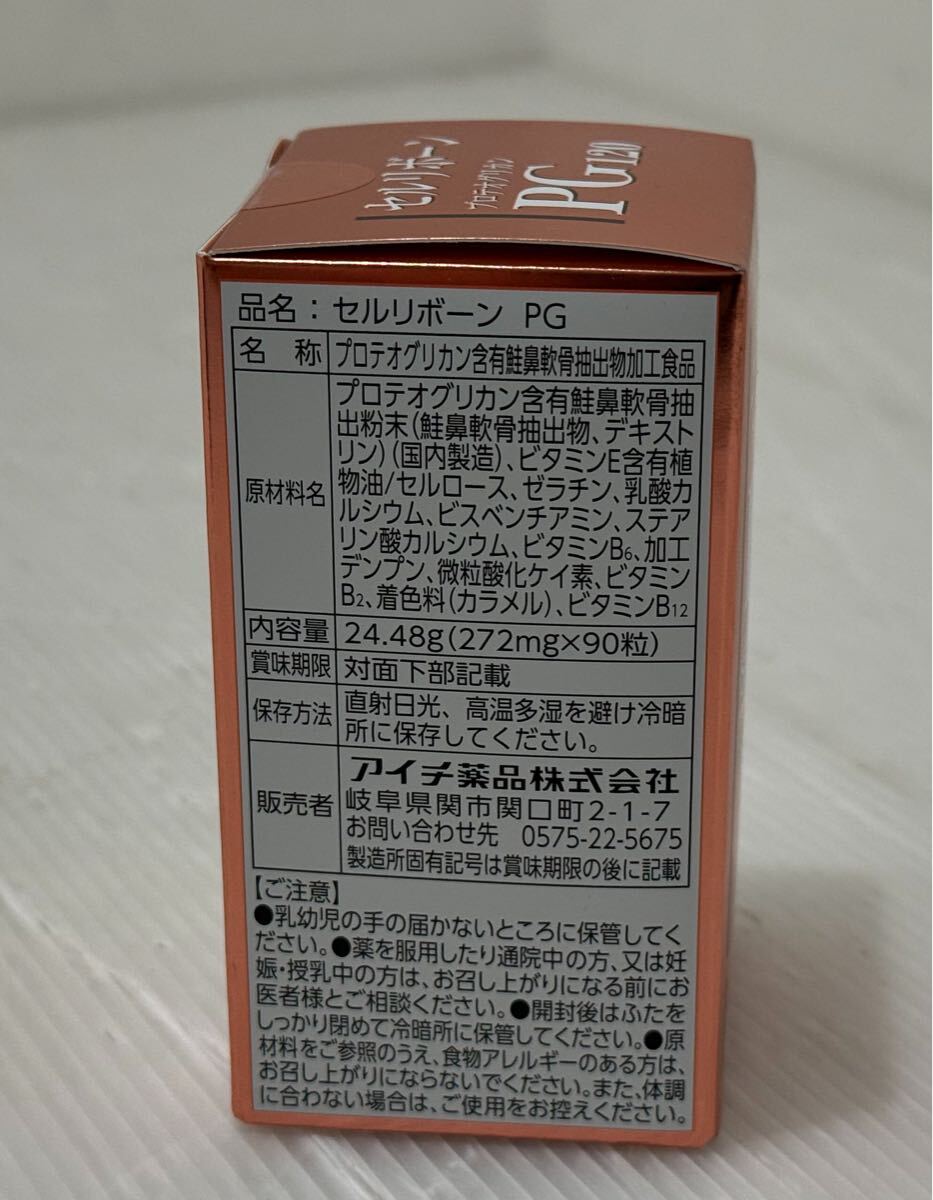 セルリボーン
プロテオグリカン
PG120
品名：セルリボーン PG
名 称 プロテオグリカン含有鮭鼻軟骨抽出物加工食品
原材料名
プロテオグリカン含有鮭鼻軟骨抽
出粉末(鮭鼻軟骨抽出物、デキスト
リン)(国内製造)、ビタミンE含有植
物油/セルロース、ゼラチン、乳酸カ
ルシウム、ビスベンチアミン、ステア
リン酸カルシウム、ビタミンB6、加工
デンプン、微粒酸化ケイ素、ビタミン
B2、着色料(カラメル)、ビタミンB12
内容量 24.48g(272mg×90粒)
賞味期限 対面下部記載
保存方法
直射日光、高温多湿を避け冷暗
所に保存してください。
販売者
アイチ薬品株式会社
岐阜県関市関口町2-1-7
お問い合わせ先 0575-22-5675
製造所固有記号は賞味期限の後に記載
【ご注意】
●乳幼児の手の届かないところに保管してく
ださい。●薬を服用したり通院中の方、又は妊
娠・授乳中の方は、お召し上がりになる前にお
医者様とご相談ください。●開封後はふたを
しっかり閉めて冷暗所に保管してください。●原
材料をご参照のうえ、食物アレルギーのある方は、
お召し上がりにならないでください。また、体調
に合わない場合は、ご使用をお控えください。